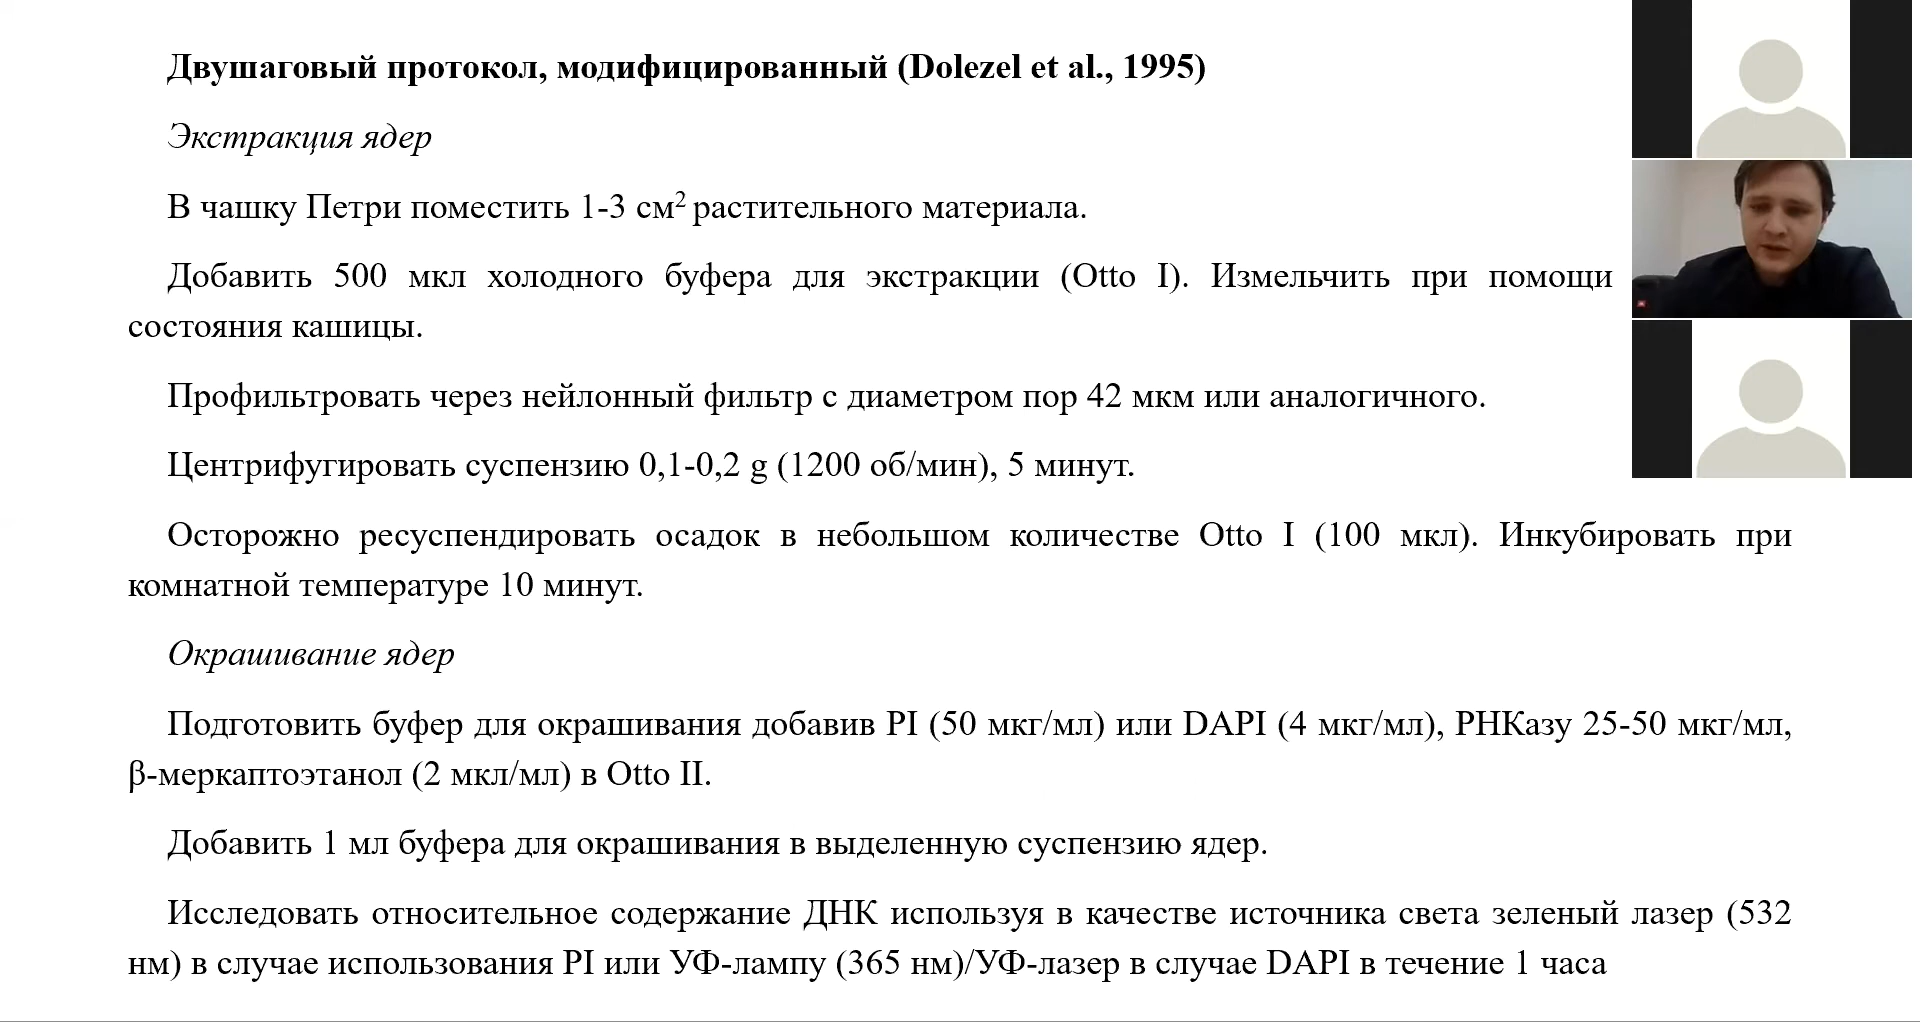 Двушаговый протокол, модифицированный (Dolezel et al., 1995)
Экстракция ядер
В чашку Петри поместить 1-3 см² растительного материала.
Добавить 500 мкл холодного буфера для экстракции (Otto I). Измельчить при помощи
состояния кашицы.
Профильтровать через нейлонный фильтр с диаметром пор 42 мкм или аналогичного.
Центрифугировать суспензию 0,1-0,2 g (1200 об/мин), 5 минут.
Осторожно ресуспендировать осадок в небольшом количестве Otto I (100 мкл). Инкубировать при
комнатной температуре 10 минут.
Окрашивание ядер
Подготовить буфер для окрашивания добавив PI (50 мкг/мл) или DAPI (4 мкг/мл), РНКазу 25-50 мкг/мл,
β-меркаптоэтанол (2 мкл/мл) в Otto II.
Добавить 1 мл буфера для окрашивания в выделенную суспензию ядер.
Исследовать относительное содержание ДНК используя в качестве источника света зеленый лазер (532
нм) в случае использования PI или УФ-лампу (365 нм)/УФ-лазер в случае DAPI в течение 1 часа